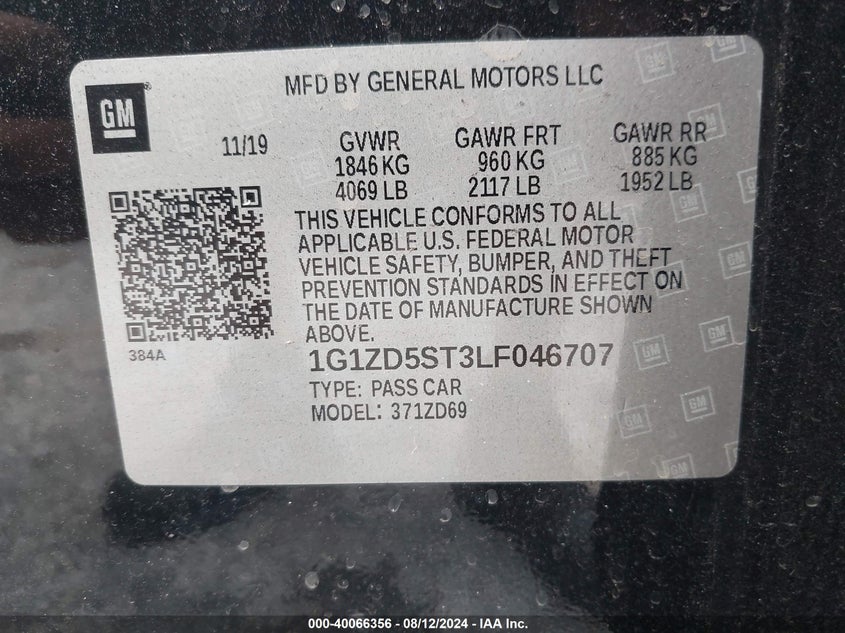 MFD BY GENERAL MOTORS LLC
GM
11/19 GVWR GAWR FRT GAWR RR
1846 KG 960 KG 885 KG
4069 LB 2117 LB 1952 LB
THIS VEHICLE CONFORMS TO ALL
APPLICABLE U.S. FEDERAL MOTOR
VEHICLE SAFETY, BUMPER, AND THEFT
PREVENTION STANDARDS IN EFFECT ON
THE DATE OF MANUFACTURE SHOWN
ABOVE.
384A
1G1ZD5ST3LF046707
TYPE: PASS CAR
MODEL: 371ZD69
000-40066356 - 08/12/2024 - IAA Inc.